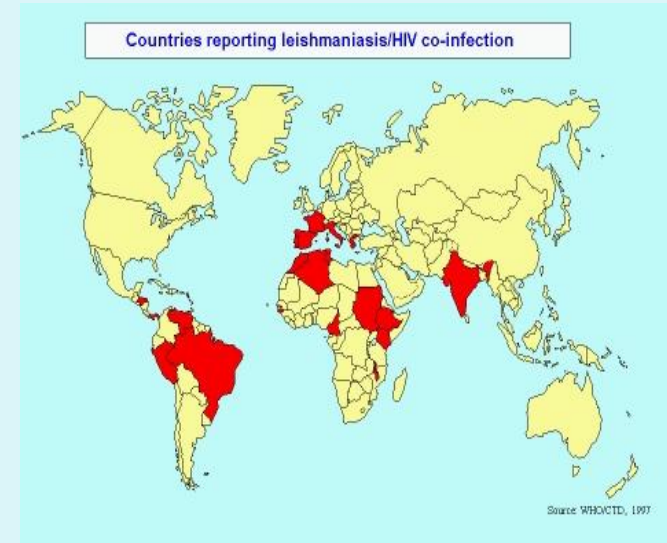 Countries reporting leishmaniasis/HIV co-infection
Source: WHO/CTD, 1997